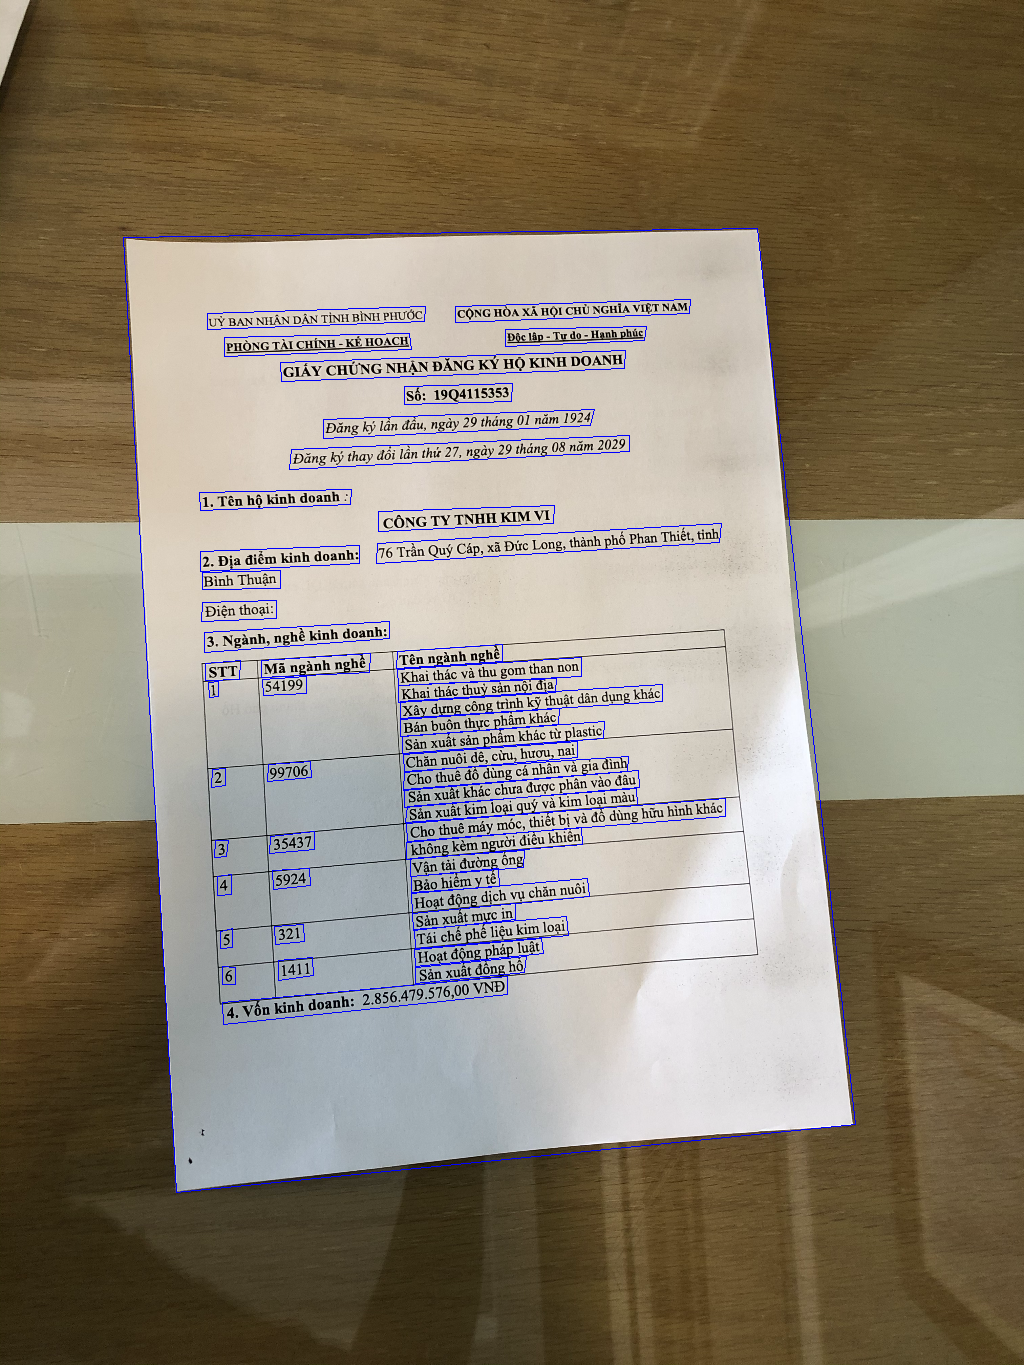 UỶ BAN NHÂN DÂN TỈNH BÌNH PHƯỚC
CỘNG HÒA XÃ HỘI CHỦ NGHĨA VIỆT NAM
PHÒNG TÀI CHÍNH - KẾ HOẠCH
Độc lập - Tự do - Hạnh phúc
GIẤY CHỨNG NHẬN ĐĂNG KÝ HỘ KINH DOANH
Số: 19Q4115353
Đăng ký lần đầu, ngày 29 tháng 01 năm 1924
Đăng ký thay đổi lần thứ 27, ngày 29 tháng 08 năm 2029
1. Tên hộ kinh doanh :
CÔNG TY TNHH KIM VI
2. Địa điểm kinh doanh: 76 Trần Quý Cáp, xã Đức Long, thành phố Phan Thiết, tỉnh
Bình Thuận
Điện thoại:
3. Ngành, nghề kinh doanh:
STT Mã ngành nghề Tên ngành nghề
1 54199 Khai thác và thu gom than non
Khai thác thuỷ sản nội địa
Xây dựng công trình kỹ thuật dân dụng khác
Bán buôn thực phẩm khác
Sản xuất sản phẩm khác từ plastic
2 99706 Chăn nuôi dê, cừu, hươu, nai
Cho thuê đồ dùng cá nhân và gia đình
Sản xuất khác chưa được phân vào đâu
Sản xuất kim loại quý và kim loại màu
3 35437 Cho thuê máy móc, thiết bị và đồ dùng hữu hình khác
không kèm người điều khiển
4 5924 Vận tải đường ống
Bảo hiểm y tế
Hoạt động dịch vụ chăn nuôi
5 321 Sản xuất mực in
Tái chế phế liệu kim loại
6 1411 Hoạt động pháp luật
Sản xuất đồng hồ
4. Vốn kinh doanh: 2.856.479.576,00 VNĐ